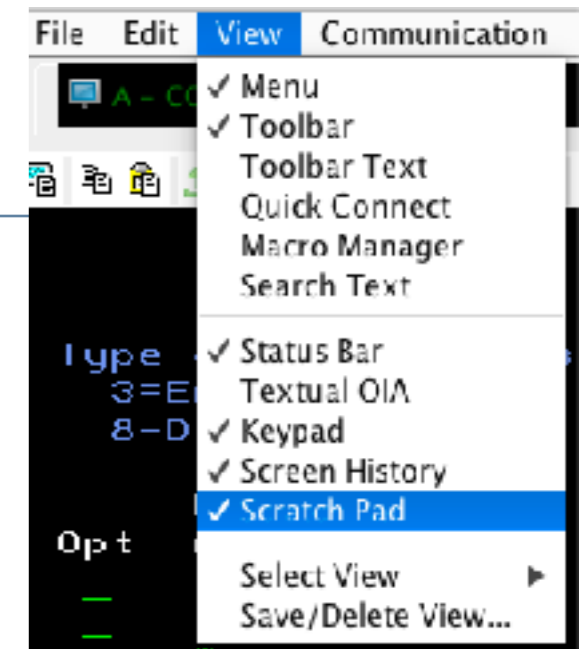 File Edit View Communication
A - CC
✓ Menu
✓ Toolbar
Toolbar Text
Quick Connect
Macro Manager
Search Text
Type
✓ Status Bar
3=E
Textual OIA
8-D
✓ Keypad
✓ Screen History
✓ Scratch Pad
Opt
Select View ▶
Save/Delete View...